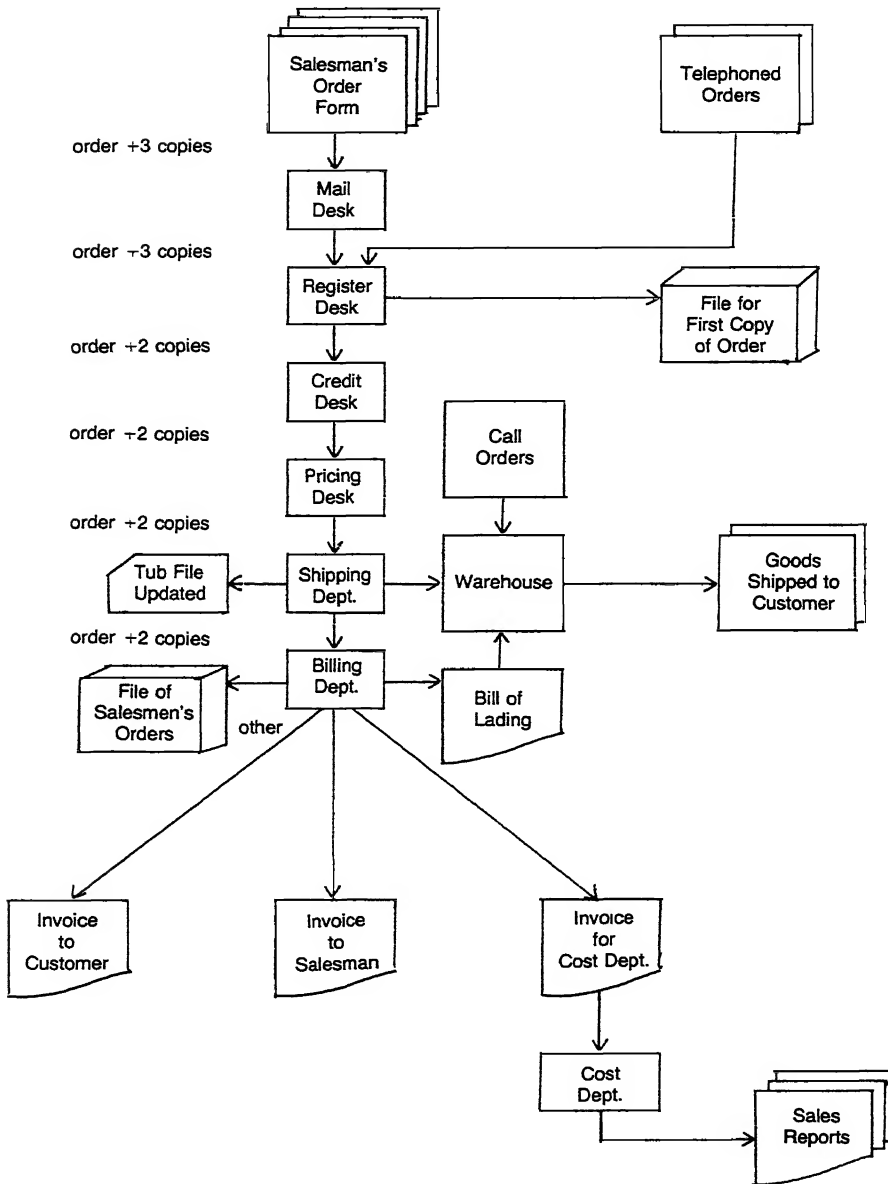 Salesman's
Order
Form
Telephoned
Orders
order +3 copies
Mail
Desk
order +3 copies
Register
Desk
File for
First Copy
of Order
order +2 copies
Credit
Desk
order +2 copies
Call
Orders
Pricing
Desk
order +2 copies
Tub File
Updated
Shipping
Dept.
Warehouse
Goods
Shipped to
Customer
order +2 copies
Billing
Dept.
File of
Salesmen's
Orders
other
Bill of
Lading
Invoice
to
Customer
Invoice
to
Salesman
Invoice
for
Cost Dept.
Cost
Dept.
Sales
Reports